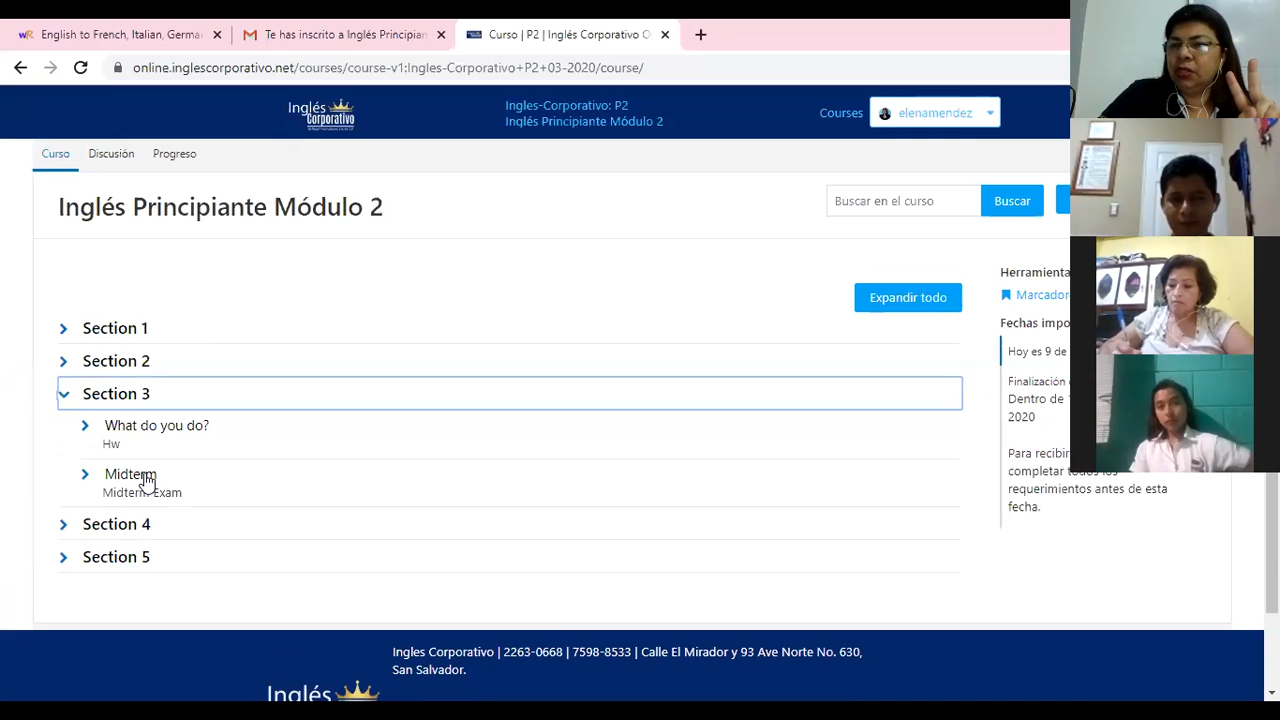 English to French, Italian, Germa
Te has inscrito a Inglés Principian
Curso | P2 | Inglés Corporativo O
online.inglescorporativo.net/courses/course-v1:Ingles-Corporativo+P2+03-2020/course/
Inglés
Corporativo
Ingles-Corporativo: P2
Inglés Principiante Módulo 2
Courses
elenamendez
Curso
Discusión
Progreso
Inglés Principiante Módulo 2
Buscar en el curso
Buscar
Expandir todo
Section 1
Section 2
Section 3
What do you do?
Hw
Midterm
Midterm Exam
Section 4
Section 5
Herramienta
Marcador
Fechas impo
Hoy es 9 de
Finalización
Dentro de 1
2020
Para recibir
completar todos los
requerimientos antes de esta
fecha.
Ingles Corporativo | 2263-0668 | 7598-8533 | Calle El Mirador y 93 Ave Norte No. 630,
San Salvador.
Inglés